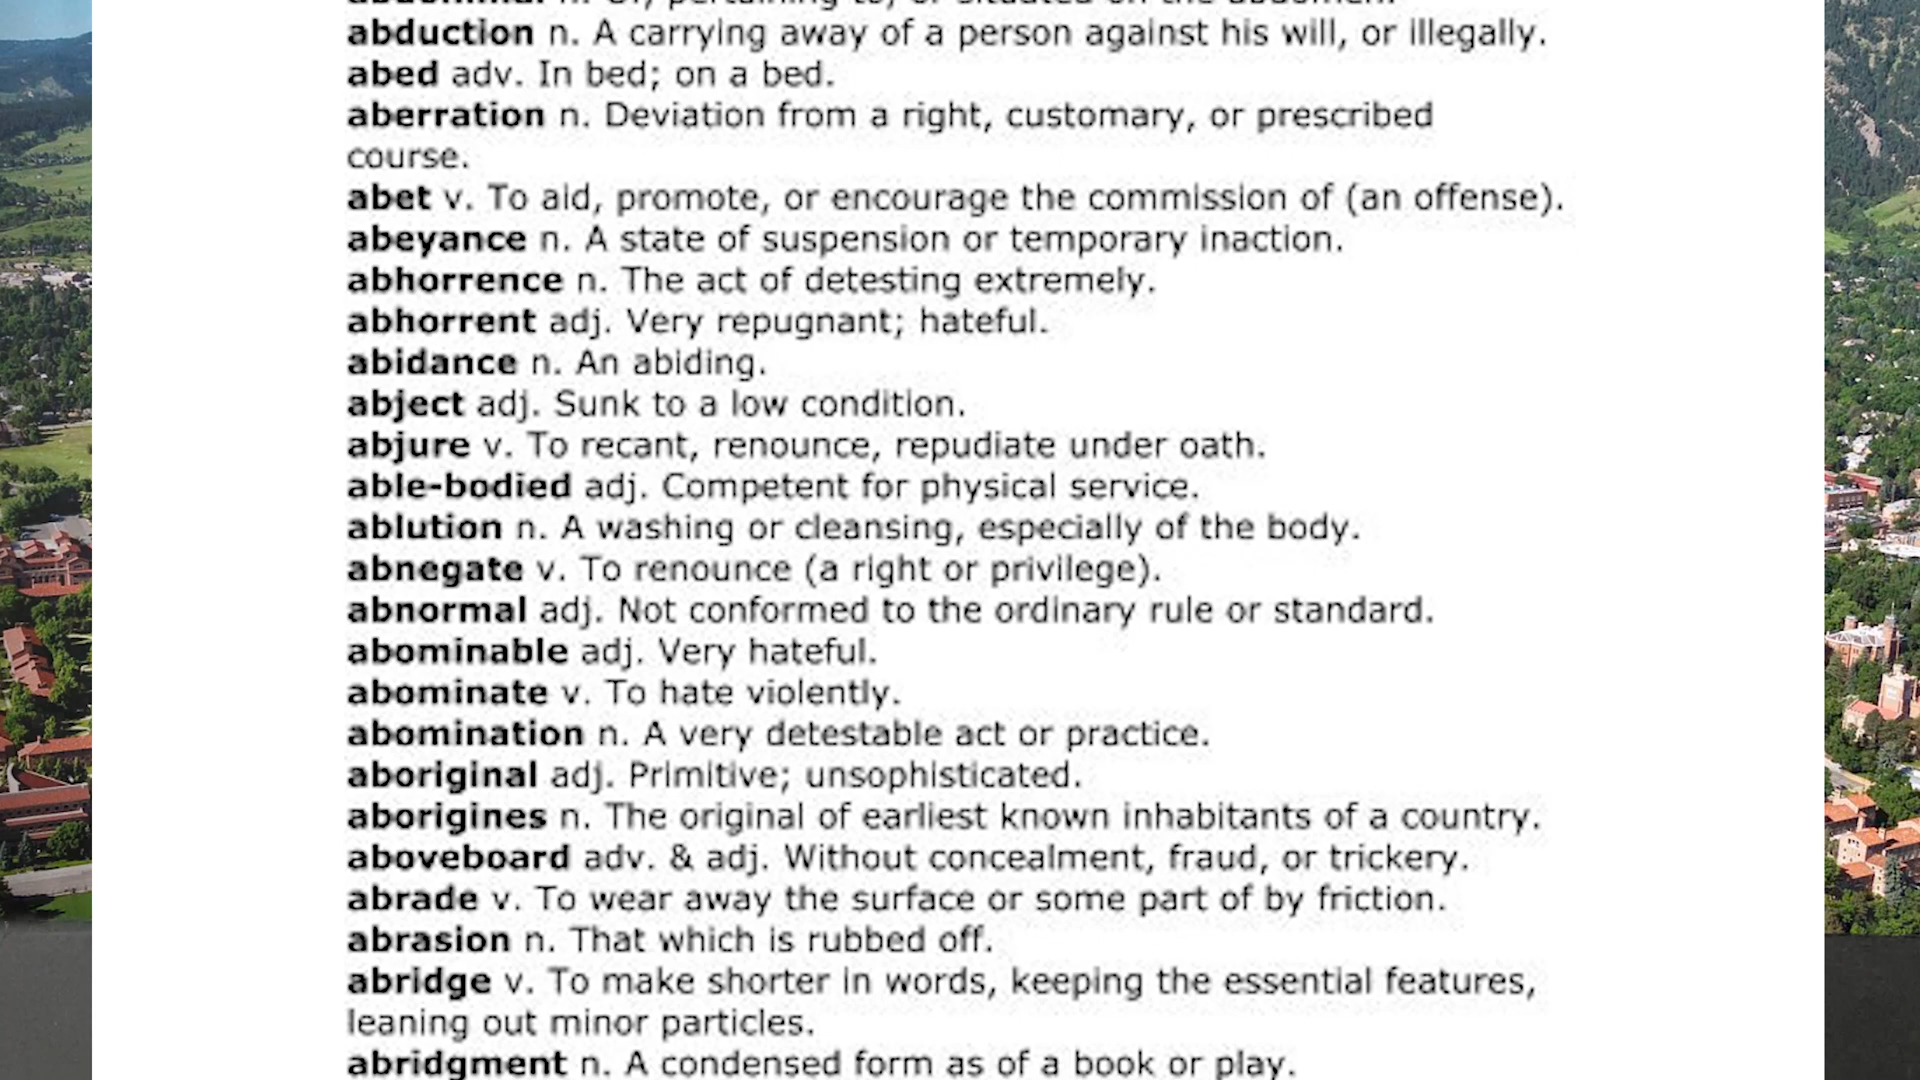 abdominal n. Of, pertaining to, or situated on the abdomen.
abduction n. A carrying away of a person against his will, or illegally.
abed adv. In bed; on a bed.
aberration n. Deviation from a right, customary, or prescribed
course.
abet v. To aid, promote, or encourage the commission of (an offense).
abeyance n. A state of suspension or temporary inaction.
abhorrence n. The act of detesting extremely.
abhorrent adj. Very repugnant; hateful.
abidance n. An abiding.
abject adj. Sunk to a low condition.
abjure v. To recant, renounce, repudiate under oath.
able-bodied adj. Competent for physical service.
ablution n. A washing or cleansing, especially of the body.
abnegate v. To renounce (a right or privilege).
abnormal adj. Not conformed to the ordinary rule or standard.
abominable adj. Very hateful.
abominate v. To hate violently.
abomination n. A very detestable act or practice.
aboriginal adj. Primitive; unsophisticated.
aborigines n. The original of earliest known inhabitants of a country.
aboveboard adv. & adj. Without concealment, fraud, or trickery.
abrade v. To wear away the surface or some part of by friction.
abrasion n. That which is rubbed off.
abridge v. To make shorter in words, keeping the essential features,
leaning out minor particles.
abridgment n. A condensed form as of a book or play.